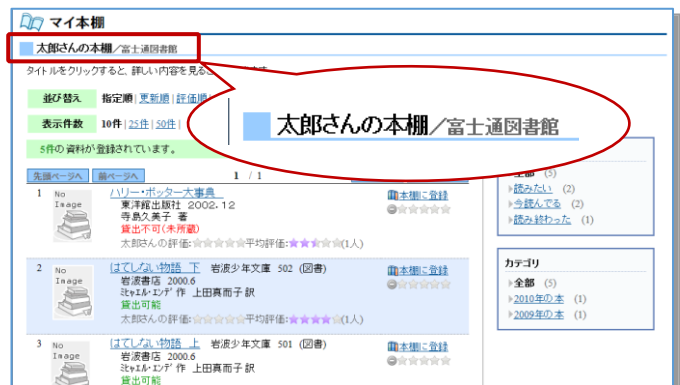 マイ本棚
太郎さんの本棚／富士通図書館
タイトルをクリックすると、詳しい内容を見る
太郎さんの本棚／富士通図書館
並び替え 指定順 | 更新順 | 評価順
表示件数 10件 | 25件 | 50件 |
5件の資料が登録されています。
先頭ページへ 前ページへ 1 / 1
1 No Image ハリー・ポッター大事典
東洋館出版社 2002.12
寺島久美子 著
貸出不可(未所蔵)
太郎さんの評価:☆☆☆☆☆平均評価:★★★☆☆(1人)
本棚に登録
2 No Image はてしない物語 下 岩波少年文庫 502 (図書)
岩波書店 2000.6
ミヒャエル・エンデ 作 上田真而子 訳
貸出可能
太郎さんの評価:☆☆☆☆☆平均評価:★★★★☆(1人)
本棚に登録
3 No Image はてしない物語 上 岩波少年文庫 501 (図書)
岩波書店 2000.6
ミヒャエル・エンデ 作 上田真而子 訳
貸出可能
本棚に登録
全部 (5)
読みたい (2)
今読んでる (2)
読み終わった (1)
カテゴリ
全部 (5)
2010年の本 (1)
2009年の本 (1)